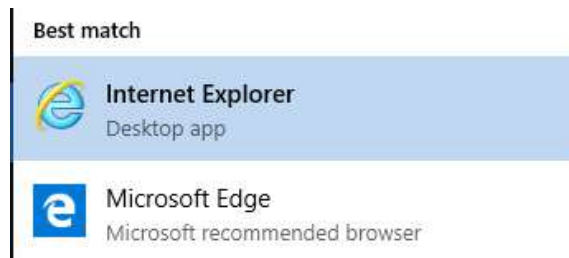 Best match
Internet Explorer
Desktop app
Microsoft Edge
Microsoft recommended browser